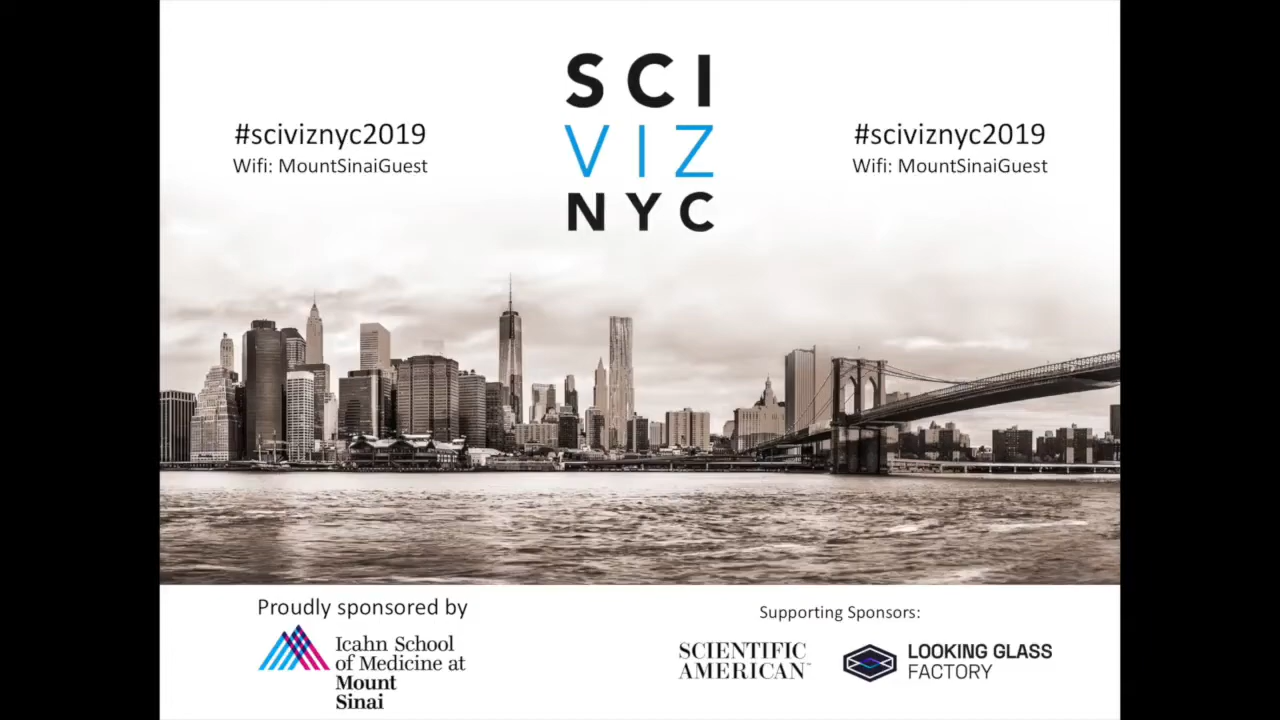 SCI
VIZ
NYC
#sciviznyc2019
Wifi: MountSinaiGuest
#sciviznyc2019
Wifi: MountSinaiGuest
Proudly sponsored by
Icahn School
of Medicine at
Mount
Sinai
Supporting Sponsors:
SCIENTIFIC
AMERICAN™
LOOKING GLASS
FACTORY